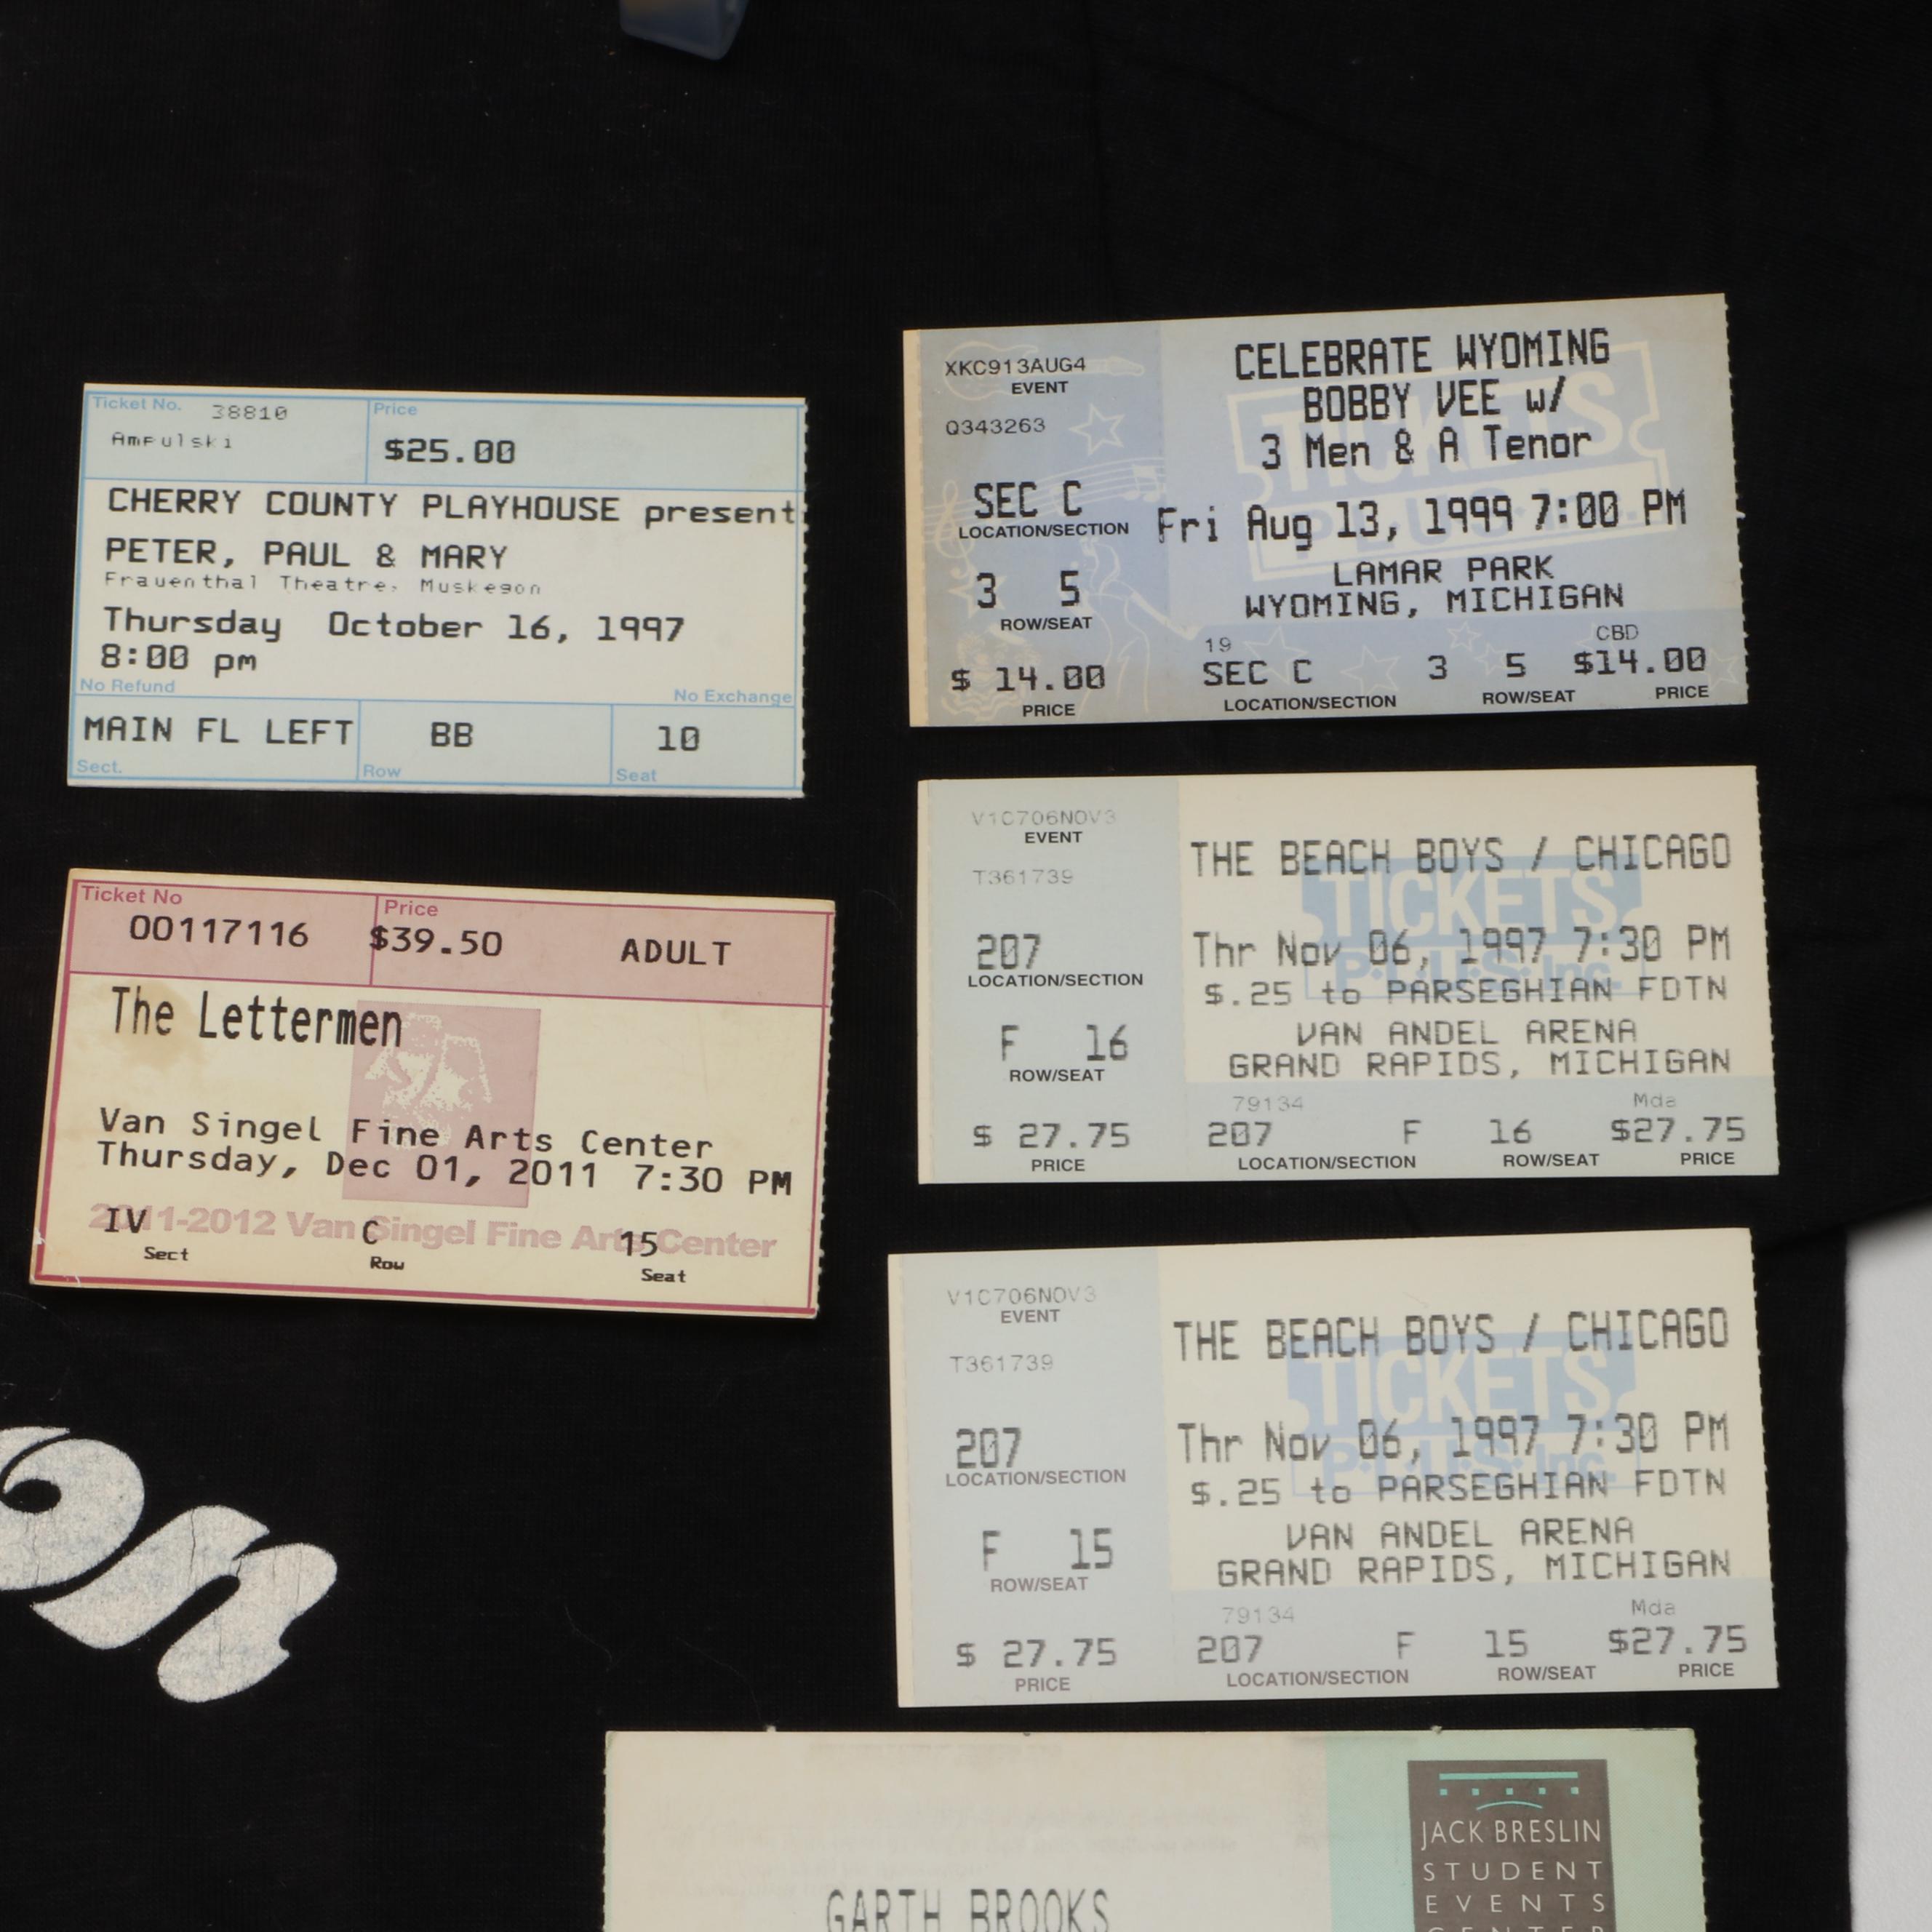 Ticket No. 38810
Ampulski
Price
$25.00
CHERRY COUNTY PLAYHOUSE present
PETER, PAUL & MARY
Frauenthal Theatre, Muskegon
Thursday October 16, 1997
8:00 pm
No Refund No Exchange
MAIN FL LEFT BB 10
Sect. Row Seat
Ticket No Price
00117116 $39.50 ADULT
The Lettermen
Van Singel Fine Arts Center
Thursday, Dec 01, 2011 7:30 PM
2011-2012 Van Singel Fine Arts Center
IV C 15
Sect Row Seat
on
XKC913AUG4
EVENT
Q343263
SEC C
LOCATION/SECTION
3 5
ROW/SEAT
$ 14.00
PRICE
TICKETS
PLUS Inc.
CELEBRATE WYOMING
BOBBY VEE w/
3 Men & A Tenor
Fri Aug 13, 1999 7:00 PM
LAMAR PARK
WYOMING, MICHIGAN
19 CBD
SEC C 3 5 $14.00
LOCATION/SECTION ROW/SEAT PRICE
V1C706NOV3
EVENT
T361739
207
LOCATION/SECTION
F 16
ROW/SEAT
$ 27.75
PRICE
TICKETS
P·L·U·S· Inc.
THE BEACH BOYS / CHICAGO
Thr Nov 06, 1997 7:30 PM
$.25 to PARSEGHIAN FDTN
VAN ANDEL ARENA
GRAND RAPIDS, MICHIGAN
79134 Mda
207 F 16 $27.75
LOCATION/SECTION ROW/SEAT PRICE
V1C706NOV3
EVENT
T361739
207
LOCATION/SECTION
F 15
ROW/SEAT
$ 27.75
PRICE
TICKETS
P·L·U·S· Inc.
THE BEACH BOYS / CHICAGO
Thr Nov 06, 1997 7:30 PM
$.25 to PARSEGHIAN FDTN
VAN ANDEL ARENA
GRAND RAPIDS, MICHIGAN
79134 Mda
207 F 15 $27.75
LOCATION/SECTION ROW/SEAT PRICE
GARTH BROOKS
JACK BRESLIN
STUDENT
EVENTS
CENTER